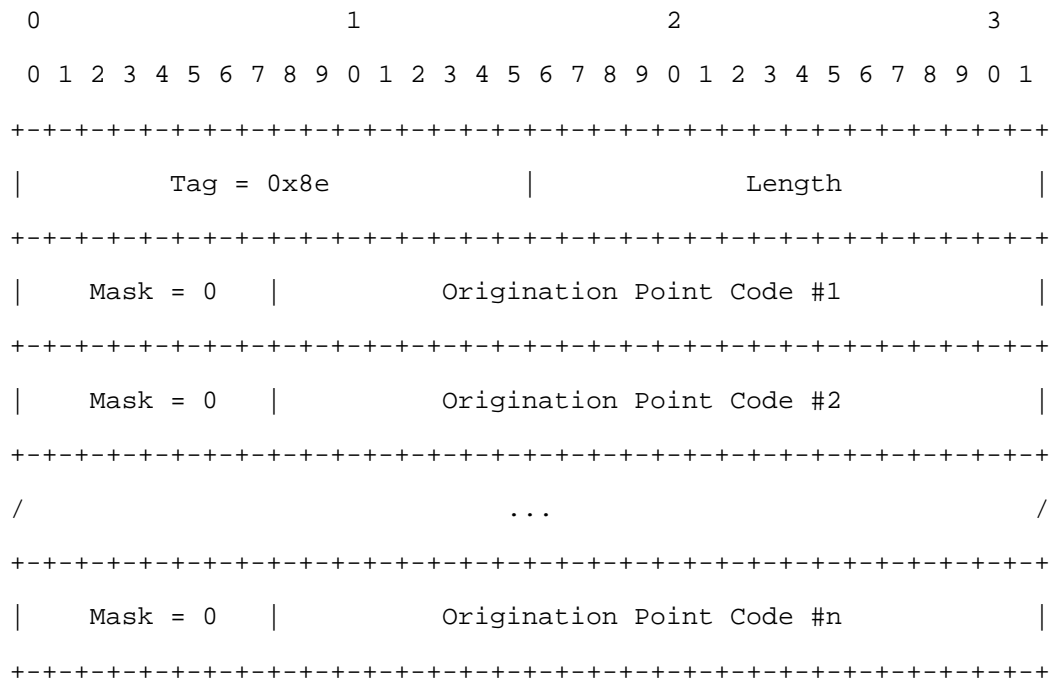 0                   1                   2                   3
 0 1 2 3 4 5 6 7 8 9 0 1 2 3 4 5 6 7 8 9 0 1 2 3 4 5 6 7 8 9 0 1
+-+-+-+-+-+-+-+-+-+-+-+-+-+-+-+-+-+-+-+-+-+-+-+-+-+-+-+-+-+-+-+-+
|         Tag = 0x8e            |             Length            |
+-+-+-+-+-+-+-+-+-+-+-+-+-+-+-+-+-+-+-+-+-+-+-+-+-+-+-+-+-+-+-+-+
|    Mask = 0   |          Origination Point Code #1            |
+-+-+-+-+-+-+-+-+-+-+-+-+-+-+-+-+-+-+-+-+-+-+-+-+-+-+-+-+-+-+-+-+
|    Mask = 0   |          Origination Point Code #2            |
+-+-+-+-+-+-+-+-+-+-+-+-+-+-+-+-+-+-+-+-+-+-+-+-+-+-+-+-+-+-+-+-+
/                              ...                              /
+-+-+-+-+-+-+-+-+-+-+-+-+-+-+-+-+-+-+-+-+-+-+-+-+-+-+-+-+-+-+-+-+
|    Mask = 0   |          Origination Point Code #n            |
+-+-+-+-+-+-+-+-+-+-+-+-+-+-+-+-+-+-+-+-+-+-+-+-+-+-+-+-+-+-+-+-+